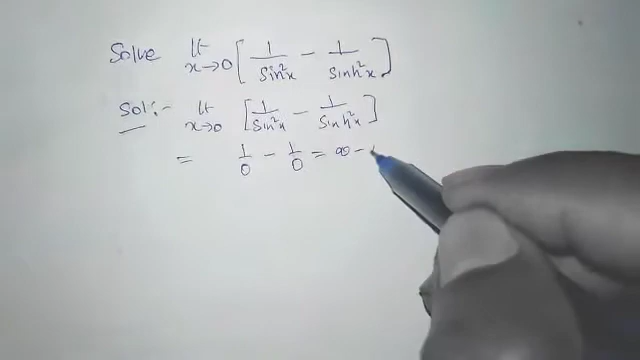 Solve lt x→0 [ 1/sin²x - 1/sinh²x ]
Sol:- lt x→0 [ 1/sin²x - 1/sinh²x ]
= 1/0 - 1/0 = ∞ -